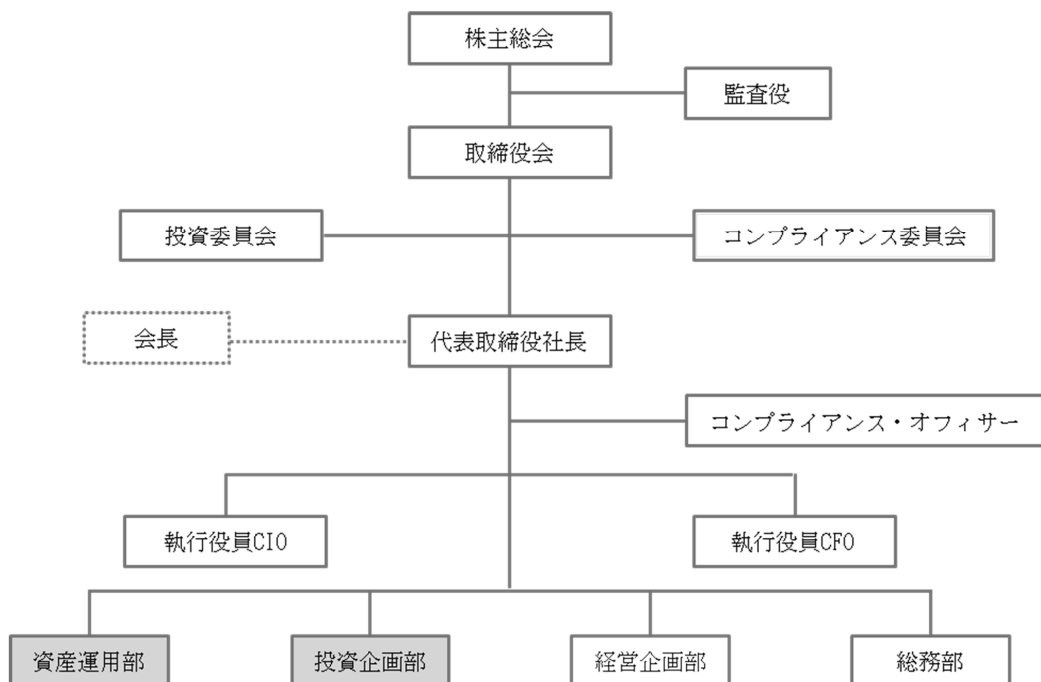 株主総会
監査役
取締役会
投資委員会
コンプライアンス委員会
会長
代表取締役社長
コンプライアンス・オフィサー
執行役員CIO
執行役員CFO
資産運用部
投資企画部
経営企画部
総務部